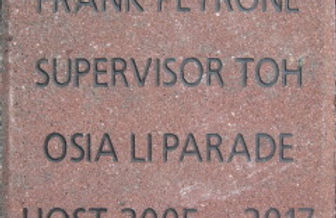 FRANK PETRONE
SUPERVISOR TOH
OSIA LI PARADE
HOST 2005 - 2017